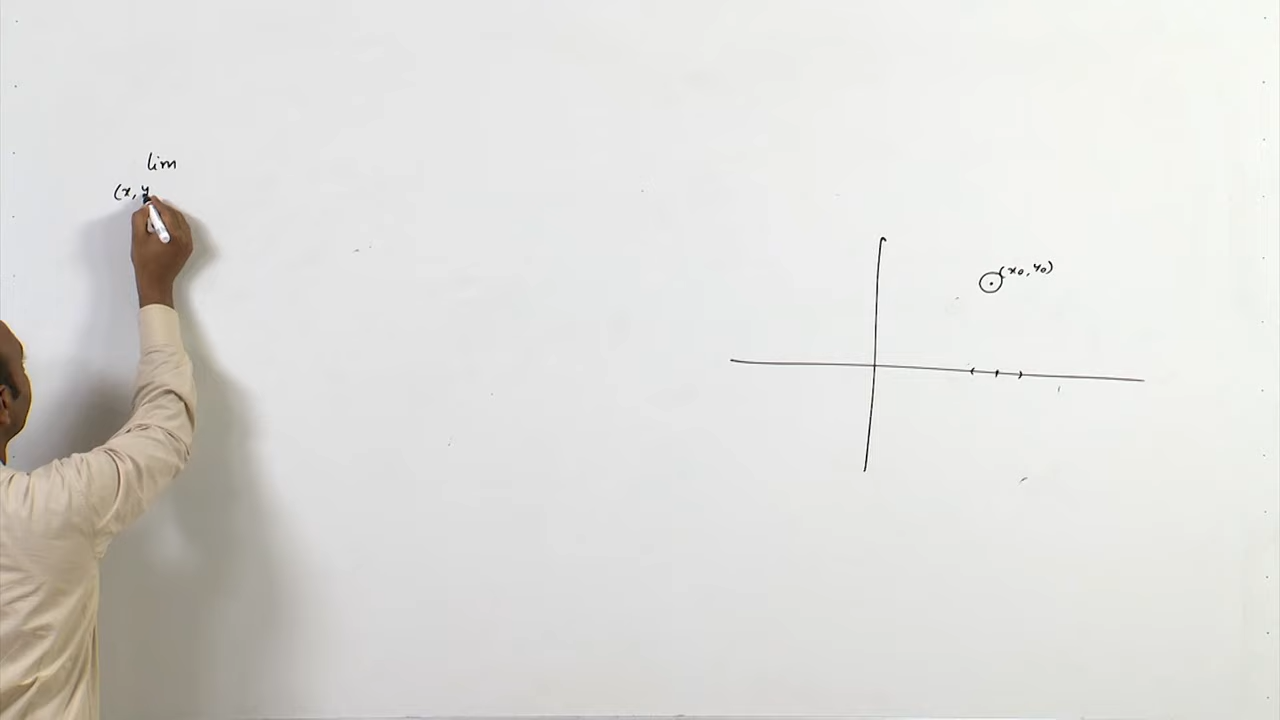 lim
(x, y
(x₀, y₀)